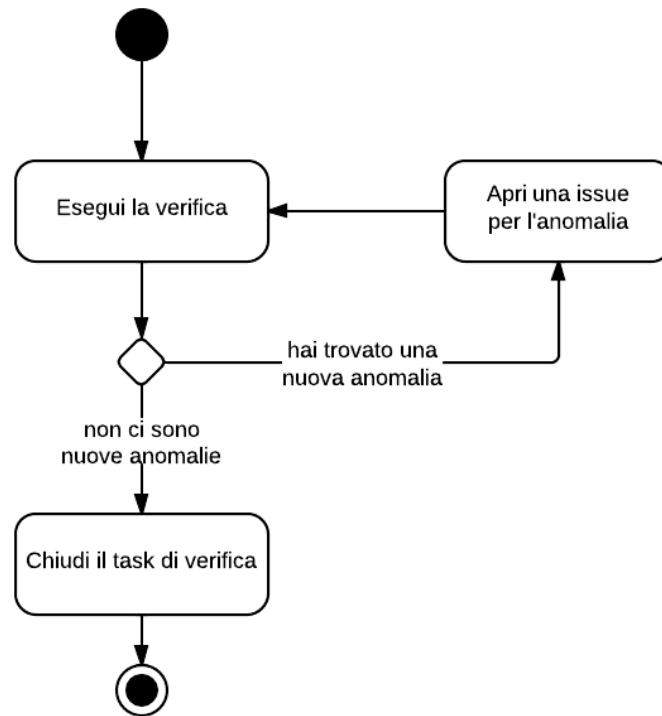 Esegui la verifica
Apri una issue
per l'anomalia
hai trovato una
nuova anomalia
non ci sono
nuove anomalie
Chiudi il task di verifica